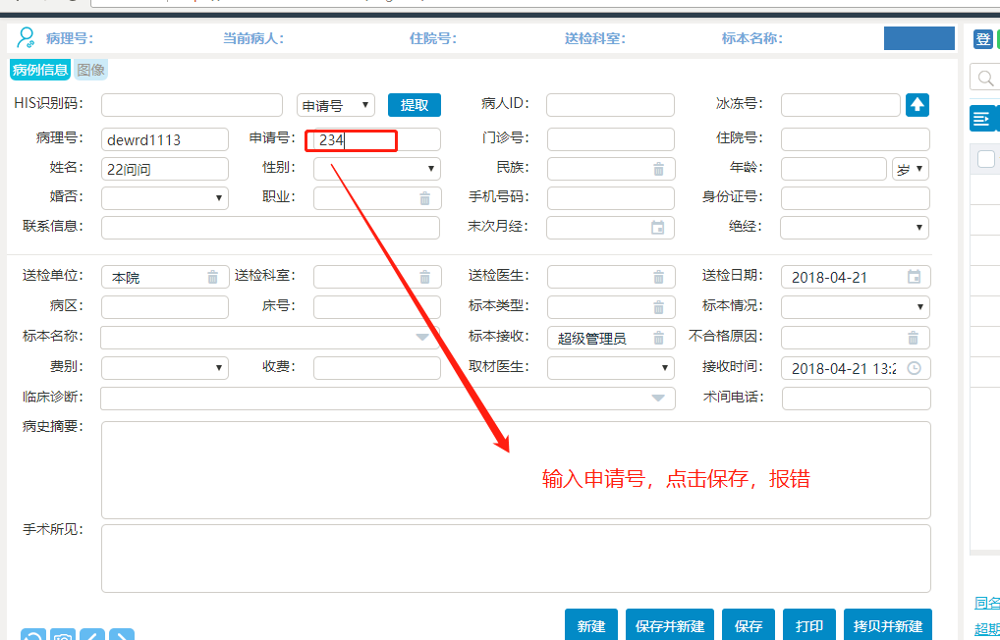 病理号： 当前病人： 住院号： 送检科室： 标本名称： 登
病例信息 图像
HIS识别码： 申请号 提取 病人ID： 冰冻号：
病理号： dewrd1113 申请号： 234 门诊号： 住院号：
姓名： 22问问 性别： 民族： 年龄： 岁
婚否： 职业： 手机号码： 身份证号：
联系信息： 末次月经： 绝经：
送检单位： 本院 送检科室： 送检医生： 送检日期： 2018-04-21
病区： 床号： 标本类型： 标本情况：
标本名称： 标本接收： 超级管理员 不合格原因：
费别： 收费： 取材医生： 接收时间： 2018-04-21 13:2
临床诊断： 术间电话：
病史摘要：
输入申请号，点击保存，报错
手术所见：
同名
新建 保存并新建 保存 打印 拷贝并新建 超期